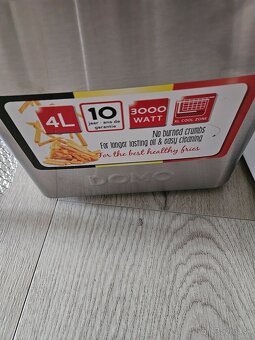 4L
10
jaar - ans de
garantie
3000
WATT
XL COOL ZONE
No burned crumbs
For longer lasting oil & easy cleaning
For the best healthy fries